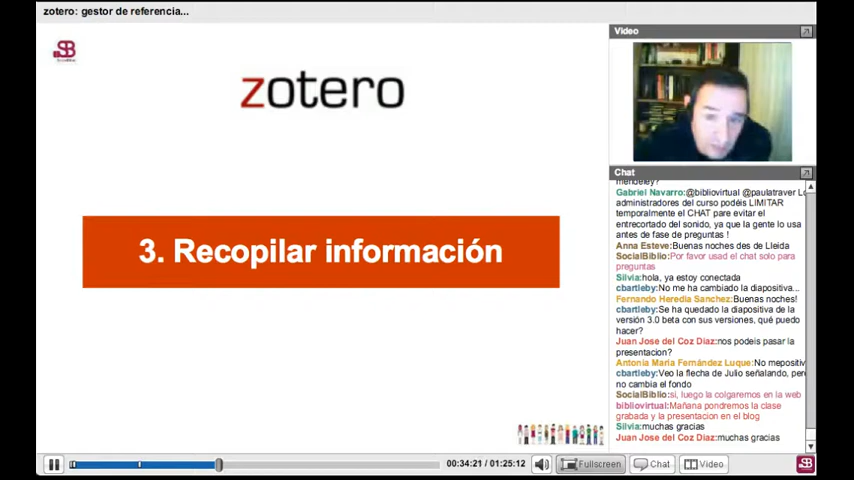 zotero: gestor de referencia...
SB
zotero
3. Recopilar información
Video
Chat
mendeley?
Gabriel Navarro:@bibliovirtual @paulatraver Lo
administradores del curso podéis LIMITAR
temporalmente el CHAT pare evitar el
entrecortado del sonido, ya que la gente lo usa
antes de fase de preguntas !
Anna Esteve:Buenas noches des de Lleida
SocialBiblio:Por favor usad el chat solo para
preguntas
Silvia:hola, ya estoy conectada
cbartleby:No me ha cambiado la diapositiva...
Fernando Heredia Sanchez:Buenas noches!
cbartleby:Se ha quedado la diapositiva de la
versión 3.0 beta con sus versiones, qué puedo
hacer?
Juan Jose del Coz Diaz:nos podeis pasar la
presentacion?
Antonia María Fernández Luque:No mepositiv
cbartleby:Veo la flecha de Julio señalando, pero
no cambia el fondo
SocialBiblio:si, luego la colgaremos en la web
bibliovirtual:Mañana pondremos la clase
grabada y la presentacion en el blog
Silvia:muchas gracias
Juan Jose del Coz Diaz:muchas gracias
00:34:21 / 01:25:12
Fullscreen
Chat
Video
SB